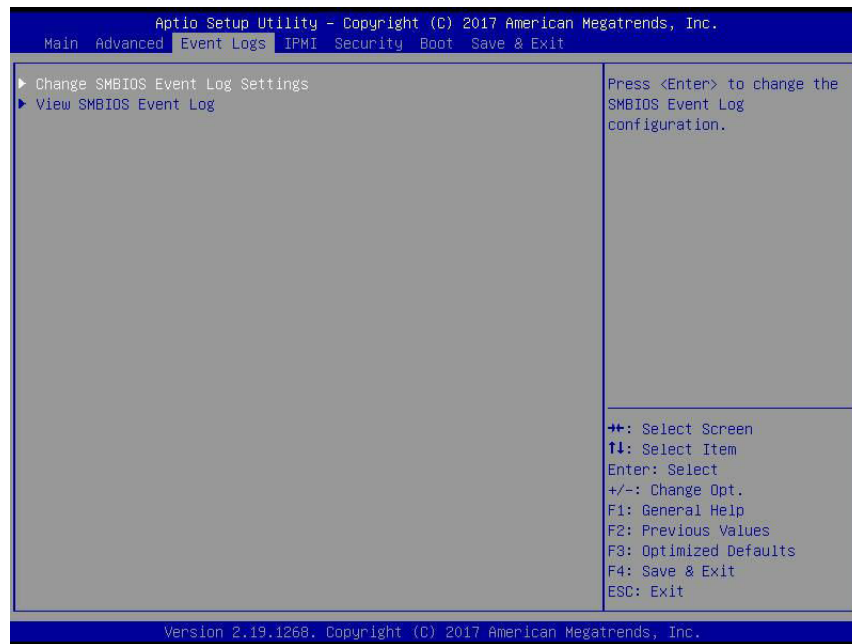 Aptio Setup Utility - Copyright (C) 2017 American Megatrends, Inc.
Main Advanced Event Logs IPMI Security Boot Save & Exit
Change SMBIOS Event Log Settings
View SMBIOS Event Log
Press <Enter> to change the
SMBIOS Event Log
configuration.
→←: Select Screen
↑↓: Select Item
Enter: Select
+/-: Change Opt.
F1: General Help
F2: Previous Values
F3: Optimized Defaults
F4: Save & Exit
ESC: Exit
Version 2.19.1268. Copyright (C) 2017 American Megatrends, Inc.